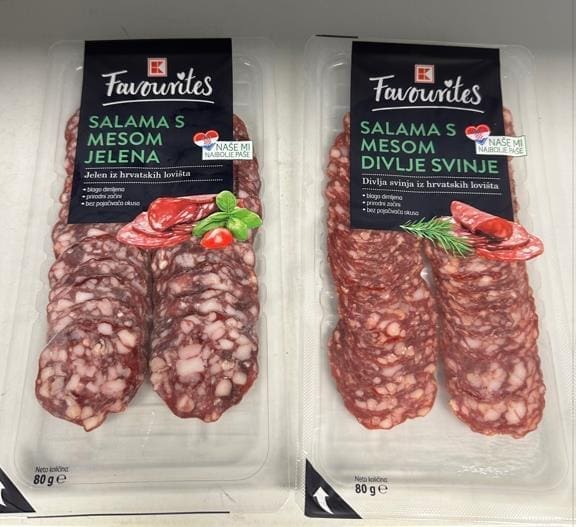 K
Favourites
SALAMA S
MESOM
JELENA
NAŠE MI
NAJBOLJE PAŠE
Jelen iz hrvatskih lovišta
• blago dimljena
• prirodni začini
• bez pojačivača okusa
Neto količina:
80 g e
K
Favourites
SALAMA S
MESOM
DIVLJE SVINJE
NAŠE MI
NAJBOLJE PAŠE
Divlja svinja iz hrvatskih lovišta
• blago dimljena
• prirodni začini
• bez pojačivača okusa
Neto količina:
80 g e